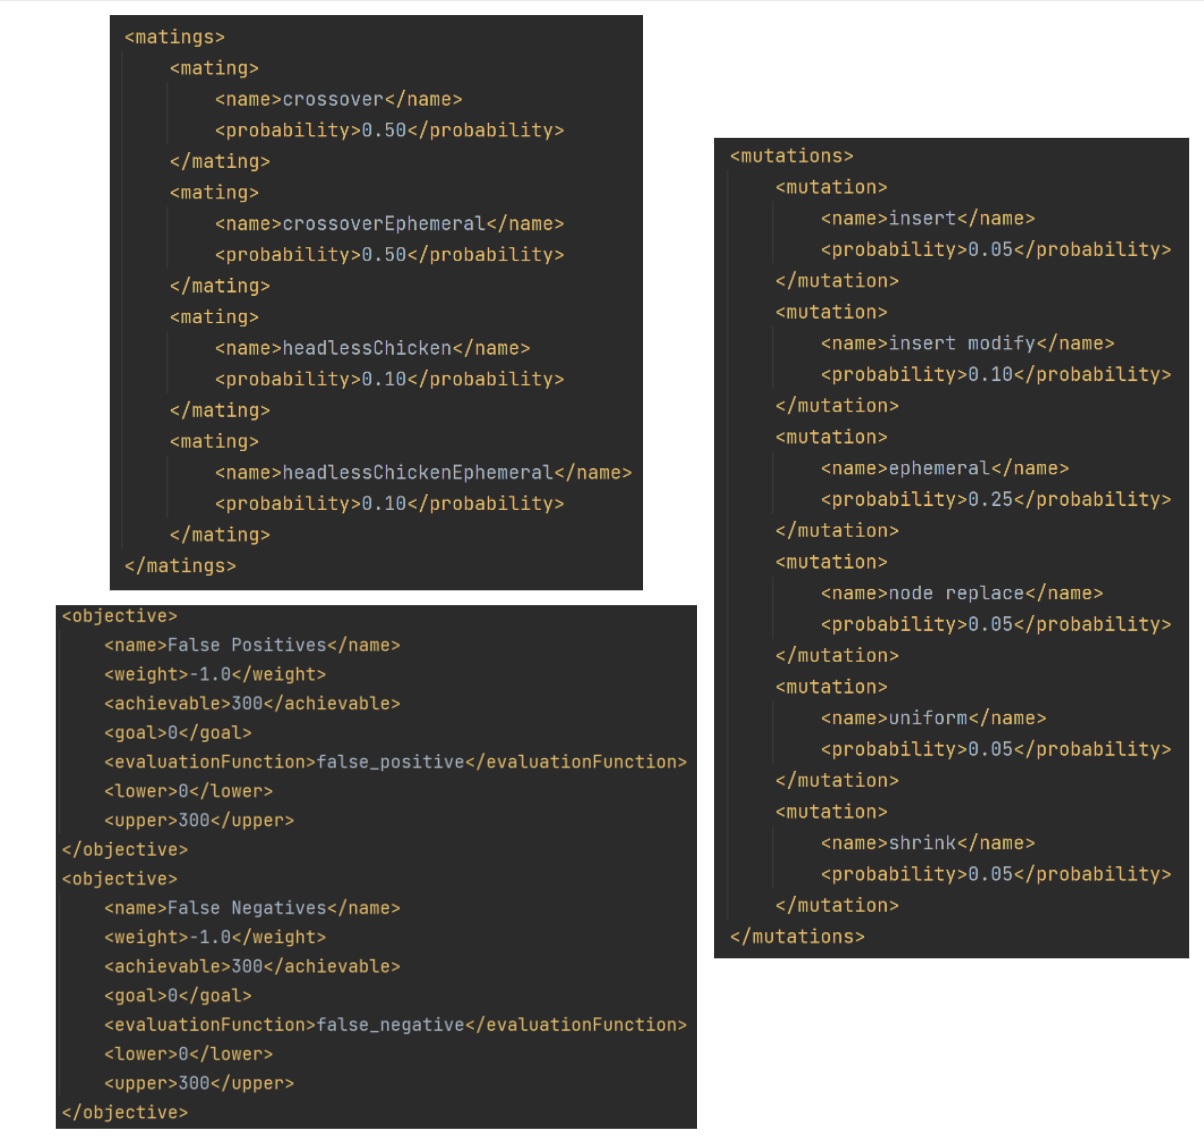 <matings>
<mating>
<name>crossover</name>
<probability>0.50</probability>
</mating>
<mating>
<name>crossoverEphemeral</name>
<probability>0.50</probability>
</mating>
<mating>
<name>headlessChicken</name>
<probability>0.10</probability>
</mating>
<mating>
<name>headlessChickenEphemeral</name>
<probability>0.10</probability>
</mating>
</matings>
<objective>
<name>False Positives</name>
<weight>-1.0</weight>
<achievable>300</achievable>
<goal>0</goal>
<evaluationFunction>false_positive</evaluationFunction>
<lower>0</lower>
<upper>300</upper>
</objective>
<objective>
<name>False Negatives</name>
<weight>-1.0</weight>
<achievable>300</achievable>
<goal>0</goal>
<evaluationFunction>false_negative</evaluationFunction>
<lower>0</lower>
<upper>300</upper>
</objective>
<mutations>
<mutation>
<name>insert</name>
<probability>0.05</probability>
</mutation>
<mutation>
<name>insert modify</name>
<probability>0.10</probability>
</mutation>
<mutation>
<name>ephemeral</name>
<probability>0.25</probability>
</mutation>
<mutation>
<name>node replace</name>
<probability>0.05</probability>
</mutation>
<mutation>
<name>uniform</name>
<probability>0.05</probability>
</mutation>
<mutation>
<name>shrink</name>
<probability>0.05</probability>
</mutation>
</mutations>